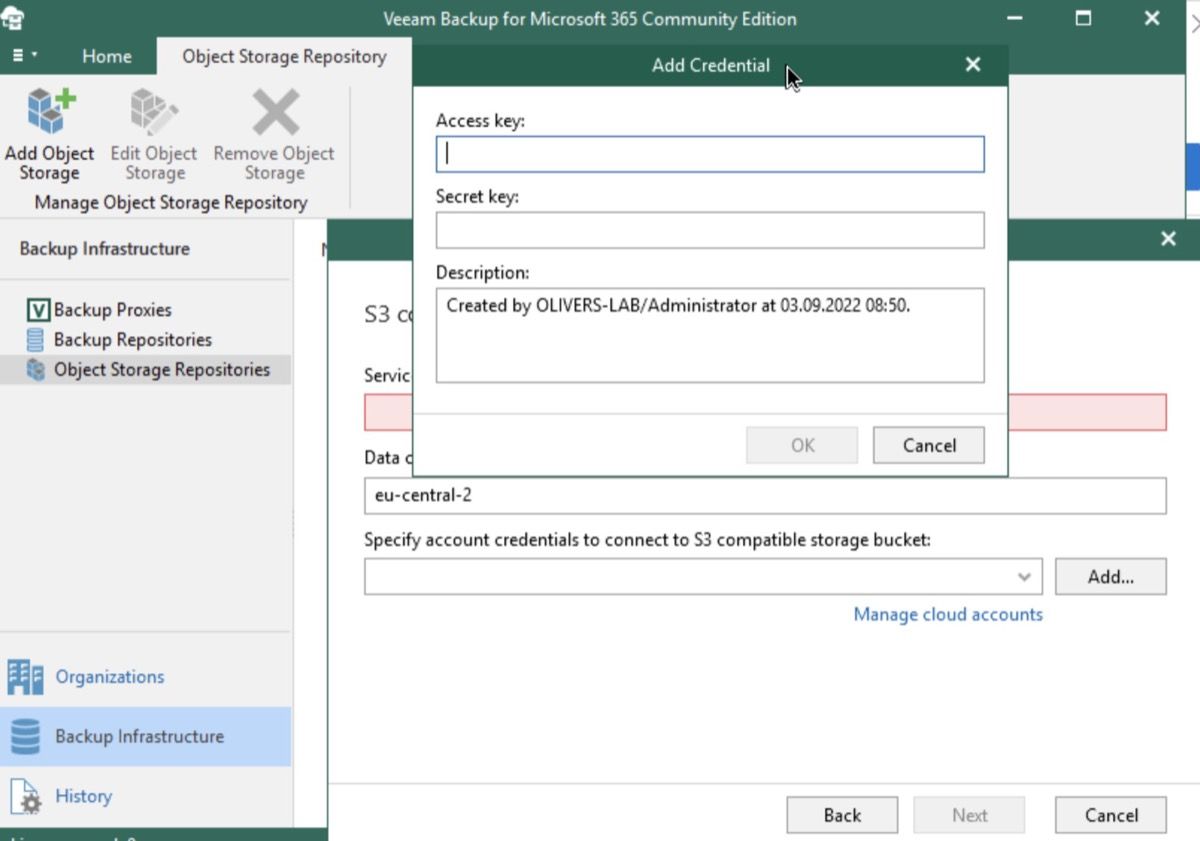 Veeam Backup for Microsoft 365 Community Edition
Home
Object Storage Repository
Add Object
Storage
Edit Object
Storage
Remove Object
Storage
Manage Object Storage Repository
Backup Infrastructure
Backup Proxies
Backup Repositories
Object Storage Repositories
Organizations
Backup Infrastructure
History
Add Credential
Access key:
Secret key:
Description:
Created by OLIVERS-LAB/Administrator at 03.09.2022 08:50.
OK
Cancel
S3
Data
eu-central-2
Specify account credentials to connect to S3 compatible storage bucket:
Add...
Manage cloud accounts
Back
Next
Cancel